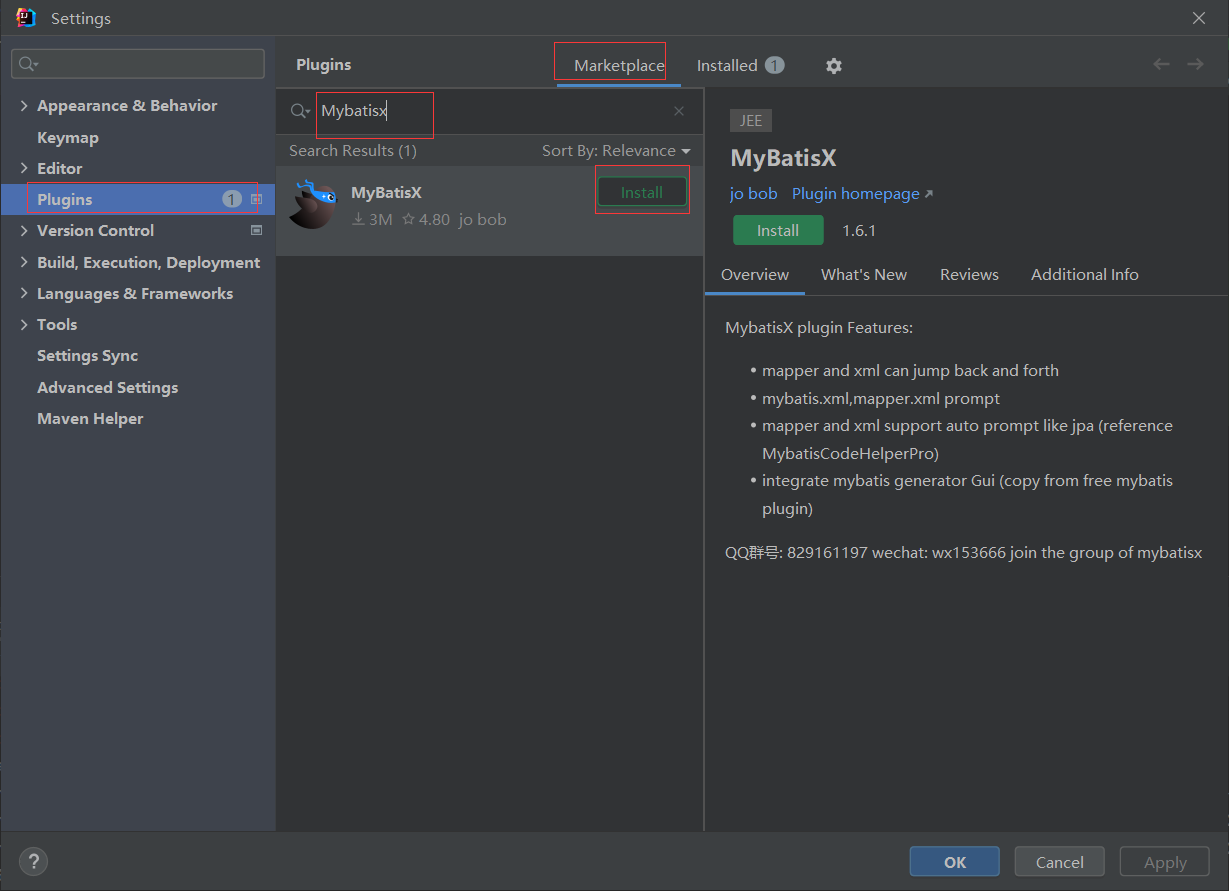 Settings
Appearance & Behavior
Keymap
Editor
Plugins 1
Version Control
Build, Execution, Deployment
Languages & Frameworks
Tools
Settings Sync
Advanced Settings
Maven Helper
Plugins Marketplace Installed 1
Mybatisx
Search Results (1) Sort By: Relevance
MyBatisX Install
3M 4.80 jo bob
JEE
MyBatisX
jo bob Plugin homepage
Install 1.6.1
Overview What's New Reviews Additional Info
MybatisX plugin Features:
• mapper and xml can jump back and forth
• mybatis.xml,mapper.xml prompt
• mapper and xml support auto prompt like jpa (reference
MybatisCodeHelperPro)
• integrate mybatis generator Gui (copy from free mybatis
plugin)
QQ群号: 829161197 wechat: wx153666 join the group of mybatisx
? OK Cancel Apply